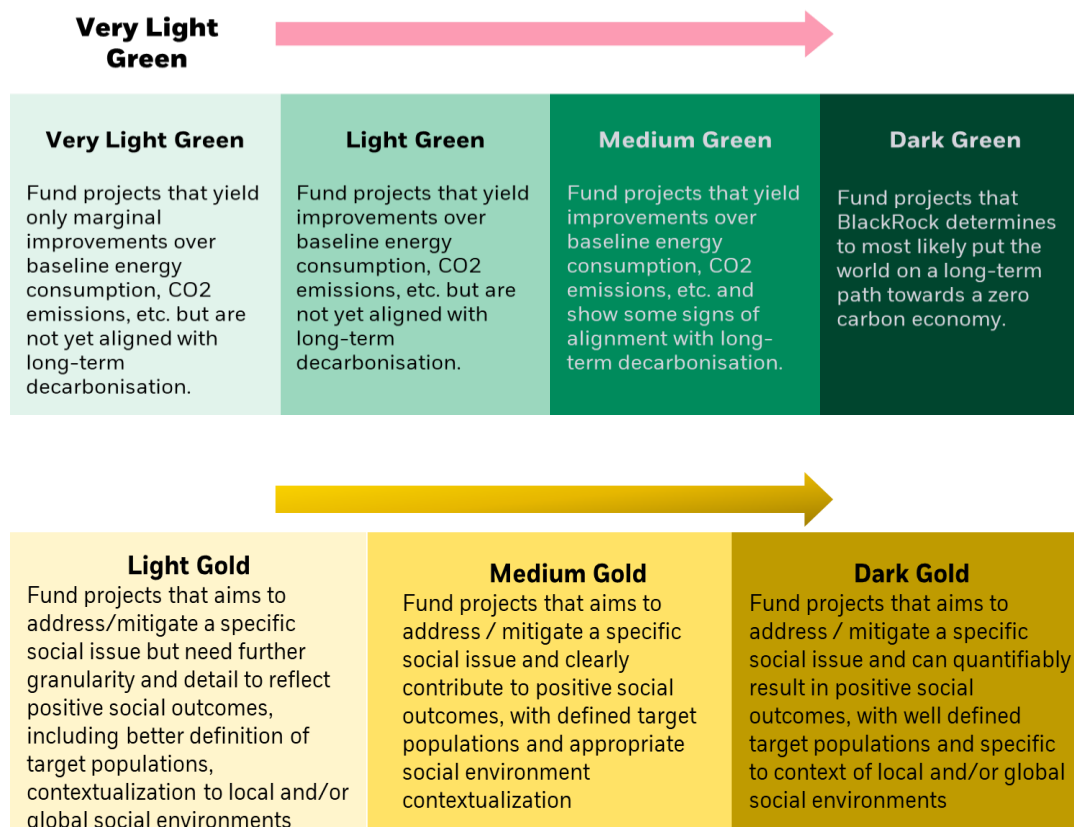 Very Light
Green
Very Light Green
Fund projects that yield
only marginal
improvements over
baseline energy
consumption, CO2
emissions, etc. but are
not yet aligned with
long-term
decarbonisation.
Light Green
Fund projects that yield
improvements over
baseline energy
consumption, CO2
emissions, etc. but are
not yet aligned with
long-term
decarbonisation.
Medium Green
Fund projects that yield
improvements over
baseline energy
consumption, CO2
emissions, etc. and
show some signs of
alignment with long-
term decarbonisation.
Dark Green
Fund projects that
BlackRock determines
to most likely put the
world on a long-term
path towards a zero
carbon economy.
Light Gold
Fund projects that aims to
address/mitigate a specific
social issue but need further
granularity and detail to reflect
positive social outcomes,
including better definition of
target populations,
contextualization to local and/or
global social environments
Medium Gold
Fund projects that aims to
address / mitigate a specific
social issue and clearly
contribute to positive social
outcomes, with defined target
populations and appropriate
social environment
contextualization
Dark Gold
Fund projects that aims to
address / mitigate a specific
social issue and can quantifiably
result in positive social
outcomes, with well defined
target populations and specific
to context of local and/or global
social environments